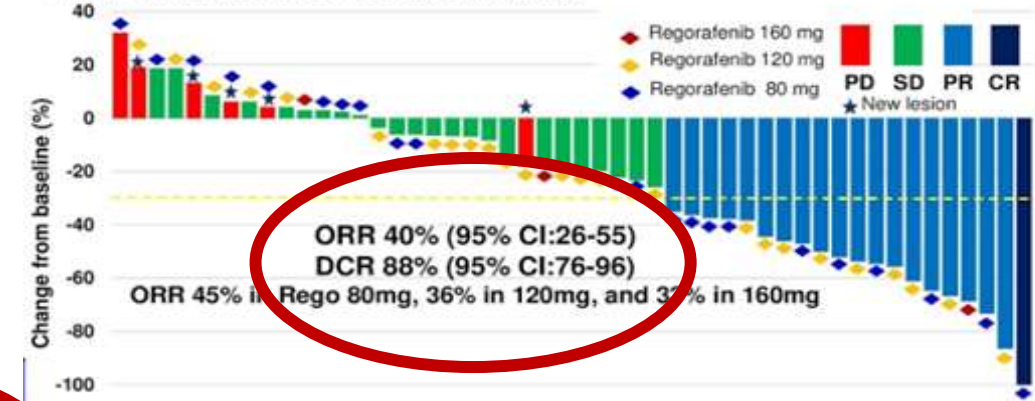 40
20
0
-20
-40
-60
-80
-100
Change from baseline (%)
Regorafenib 160 mg
Regorafenib 120 mg
Regorafenib 80 mg
PD SD PR CR
New lesion
ORR 40% (95% CI:26-55)
DCR 88% (95% CI:76-96)
ORR 45% in Rego 80mg, 36% in 120mg, and in 160mg